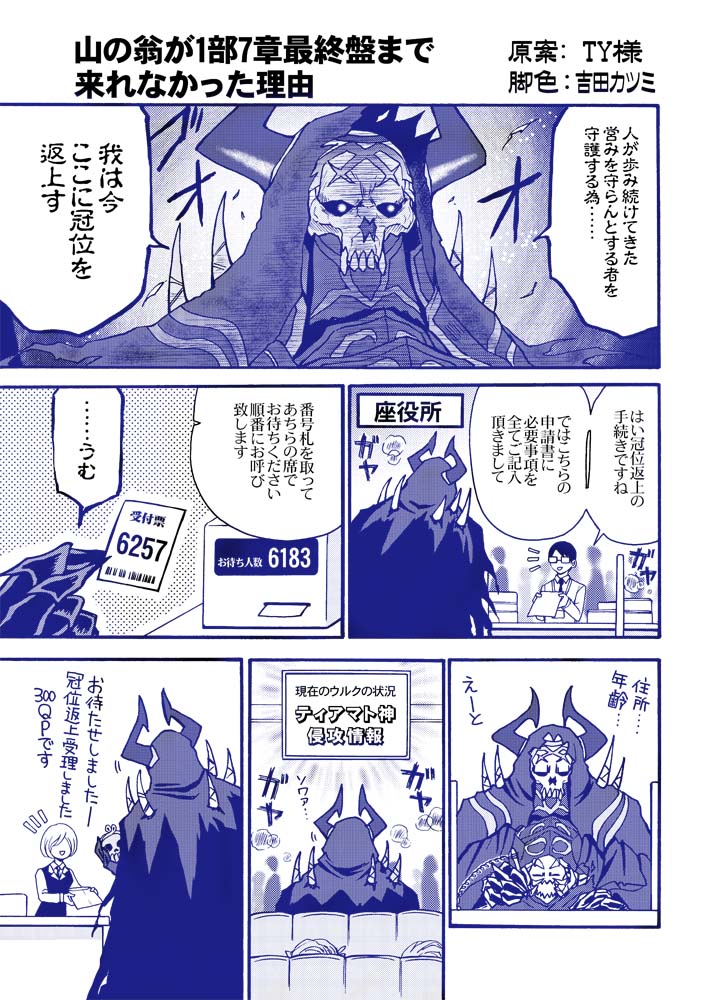 山の翁が1部7章最終盤まで
来れなかった理由
原案: TY様
脚色:吉田カツミ
人が歩み続けてきた
営みを守らんとする者を
守護する為……
我は今
ここに冠位を
返上す
はい冠位返上の
手続きですね
ではこちらの
申請書に
必要事項を
全てご記入
頂きまして
座役所
ガヤ
ガヤ
番号札を取って
あちらの席で
お待ちください
順番にお呼び
致します
……うむ
受付票
6257
お待ち人数 6183
住所…
年齢…
えーと
現在のウルクの状況
ティアマト神
侵攻情報
ガヤ
ガヤ
ソワァ…
お待たせしましたー
冠位返上受理しました
300QPです